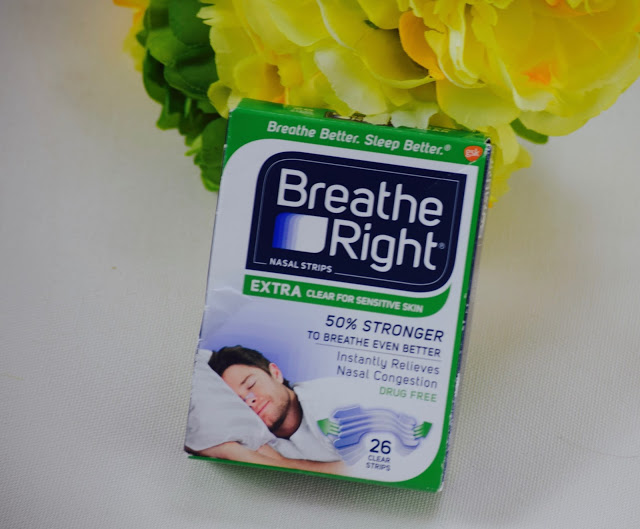 Breathe Better. Sleep Better.®
gsk
Breathe
Right®
NASAL STRIPS
EXTRA CLEAR FOR SENSITIVE SKIN
50% STRONGER
TO BREATHE EVEN BETTER
Instantly Relieves
Nasal Congestion
DRUG FREE
26
CLEAR
STRIPS